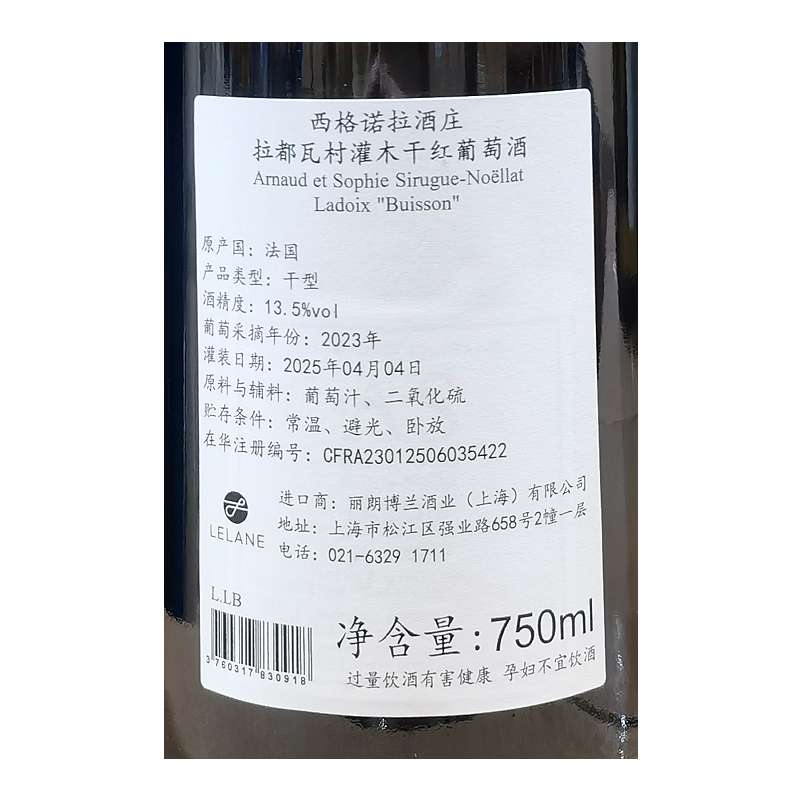 西格诺拉酒庄
拉都瓦村灌木干红葡萄酒
Arnaud et Sophie Sirugue-Noëllat
Ladoix "Buisson"
原产国：法国
产品类型：干型
酒精度：13.5%vol
葡萄采摘年份：2023年
灌装日期：2025年04月04日
原料与辅料：葡萄汁、二氧化硫
贮存条件：常温、避光、卧放
在华注册编号：CFRA23012506035422
进口商：丽朗博兰酒业（上海）有限公司
地址：上海市松江区强业路658号2幢一层
电话：021-6329 1711
LELANE
L.LB
净含量:750ml
3 760317 830918
过量饮酒有害健康 孕妇不宜饮酒